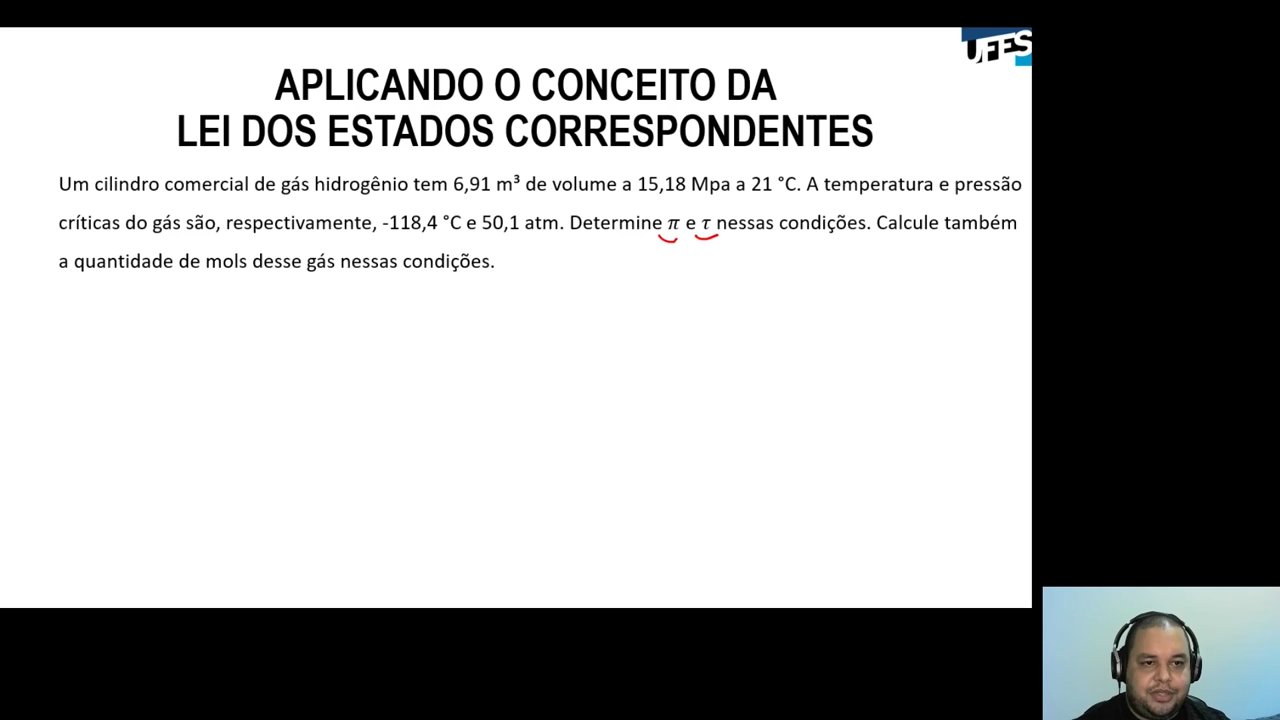 UFES
APLICANDO O CONCEITO DA
LEI DOS ESTADOS CORRESPONDENTES
Um cilindro comercial de gás hidrogênio tem 6,91 m³ de volume a 15,18 Mpa a 21 °C. A temperatura e pressão
críticas do gás são, respectivamente, -118,4 °C e 50,1 atm. Determine π e τ nessas condições. Calcule também
a quantidade de mols desse gás nessas condições.